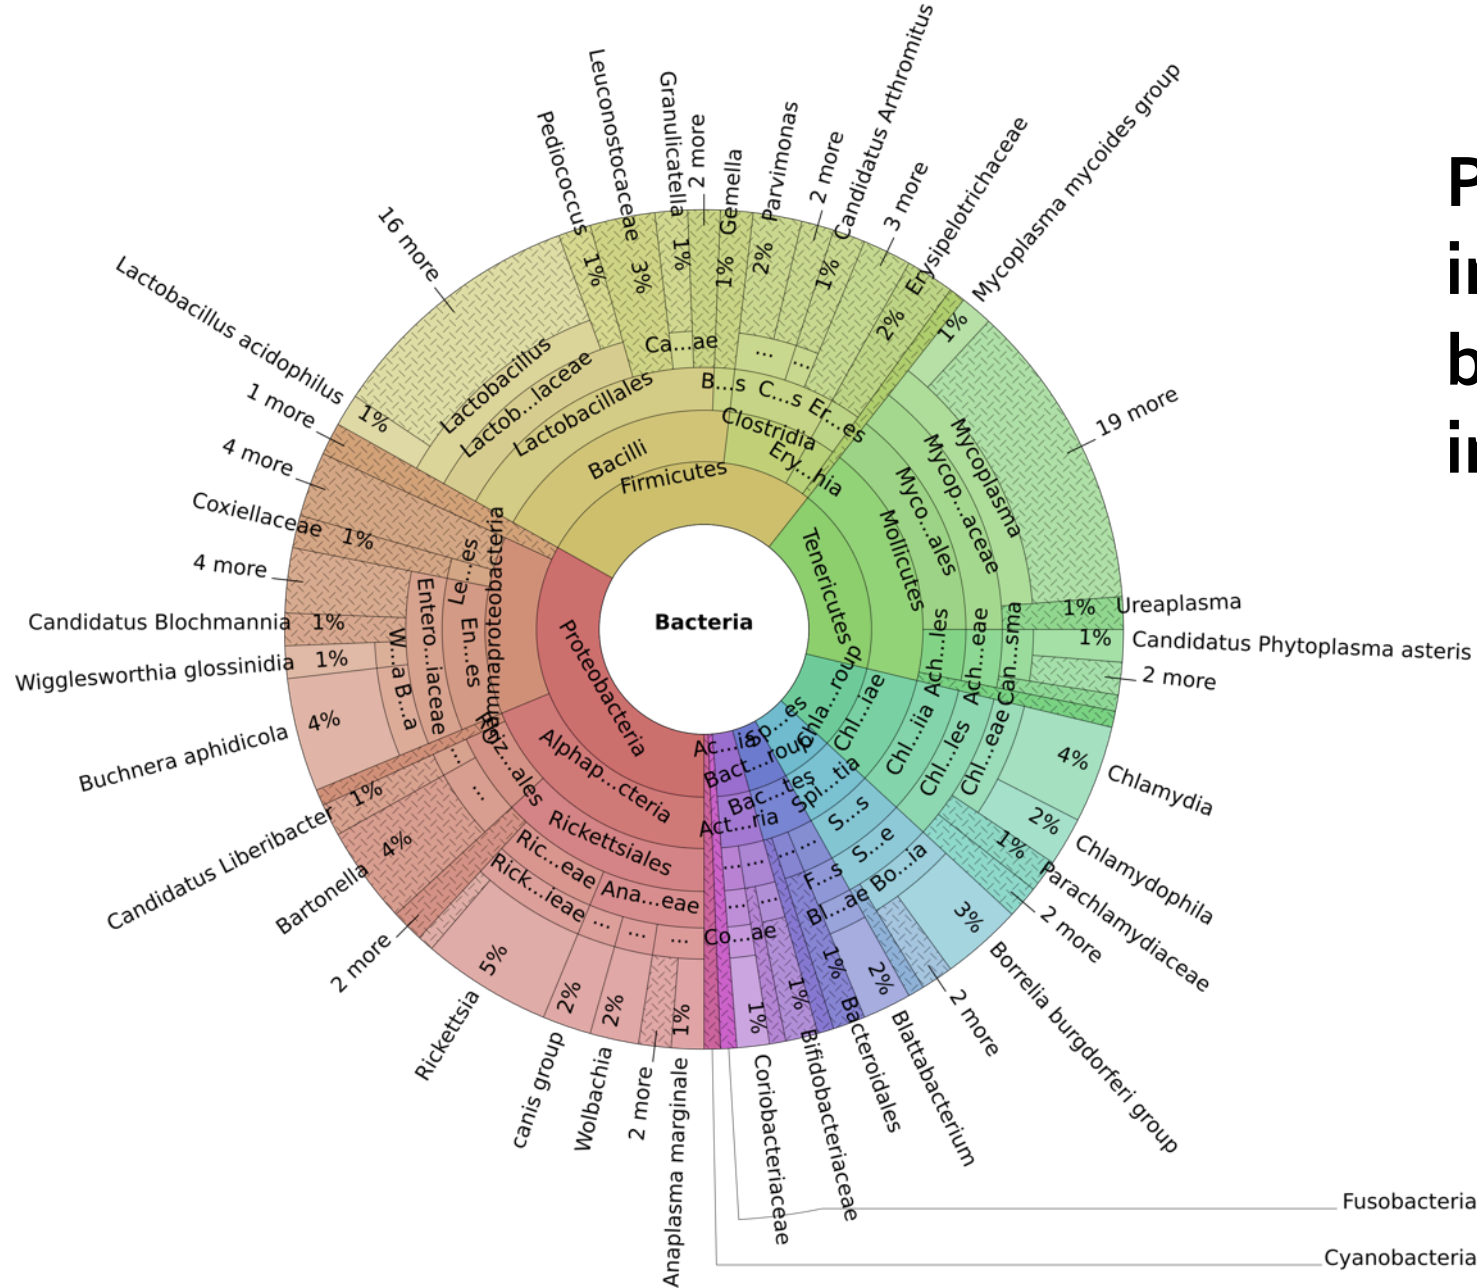 Bacteria
Firmicutes
Bacilli
Lactobacillales
Lactob...laceae
Lactobacillus
Clostridia
Ery...hia
B...s
C...s
Er...es
Ca...ae
...
...
Lactobacillus acidophilus
1%
16 more
Pediococcus
1%
Leuconostocaceae
3%
Granulicatella
1%
2 more
Gemella
1%
Parvimonas
2%
2 more
Candidatus Arthromitus
1%
3 more
Erysipelotrichaceae
2%
Mycoplasma mycoides group
1%
19 more
Tenericutes
Mollicutes
Myco...ales
Mycop...aceae
Mycoplasma
Ureaplasma
1%
Ach...les
Ach...eae
Can...sma
Candidatus Phytoplasma asteris
1%
2 more
Chla...roup
Chl...iae
Chl...iia
Chl...les
Chl...eae
Chlamydia
4%
Chlamydophila
2%
Parachlamydiaceae
1%
2 more
Sp...es
Spi...tia
S...s
S...e
Bo...ia
Borrelia burgdorferi group
3%
2 more
Bact...roup
Bac...tes
...
...
F...s
Bl...ae
Blattabacterium
2%
Bacteroidales
1%
Ac...ia
Act...ria
...
...
...
...
Co...ae
Bifidobacteriaceae
1%
Coriobacteriaceae
1%
Fusobacteria
Cyanobacteria
Proteobacteria
Alphap...cteria
Rickettsiales
Ric...eae
Rick...ieae
Ana...eae
...
...
...
Anaplasma marginale
1%
2 more
Wolbachia
2%
canis group
2%
Rickettsia
5%
2 more
Bartonella
4%
Candidatus Liberibacter
1%
...
...
Gammaproteobacteria
En...es
Entero...iaceae
Le...es
W...a
B...a
Buchnera aphidicola
4%
Wigglesworthia glossinidia
1%
Candidatus Blochmannia
1%
4 more
Coxiellaceae
1%
4 more
1 more
P
in
b
in